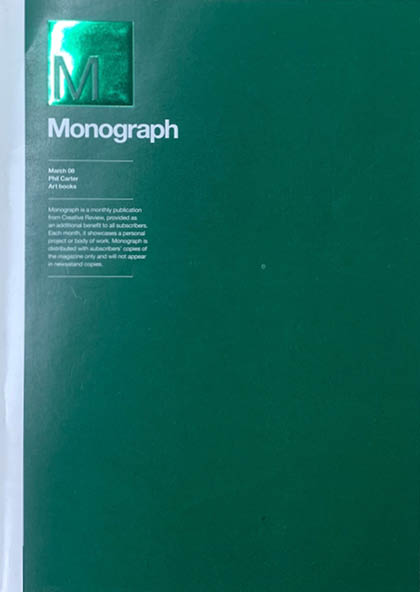 M
Monograph
March 08
Phil Carter
Art books
Monograph is a monthly publication
from Creative Review, provided as
an additional benefit to all subscribers.
Each month, it showcases a personal
project or body of work. Monograph is
distributed with subscribers' copies of
the magazine only and will not appear
in newsstand copies.